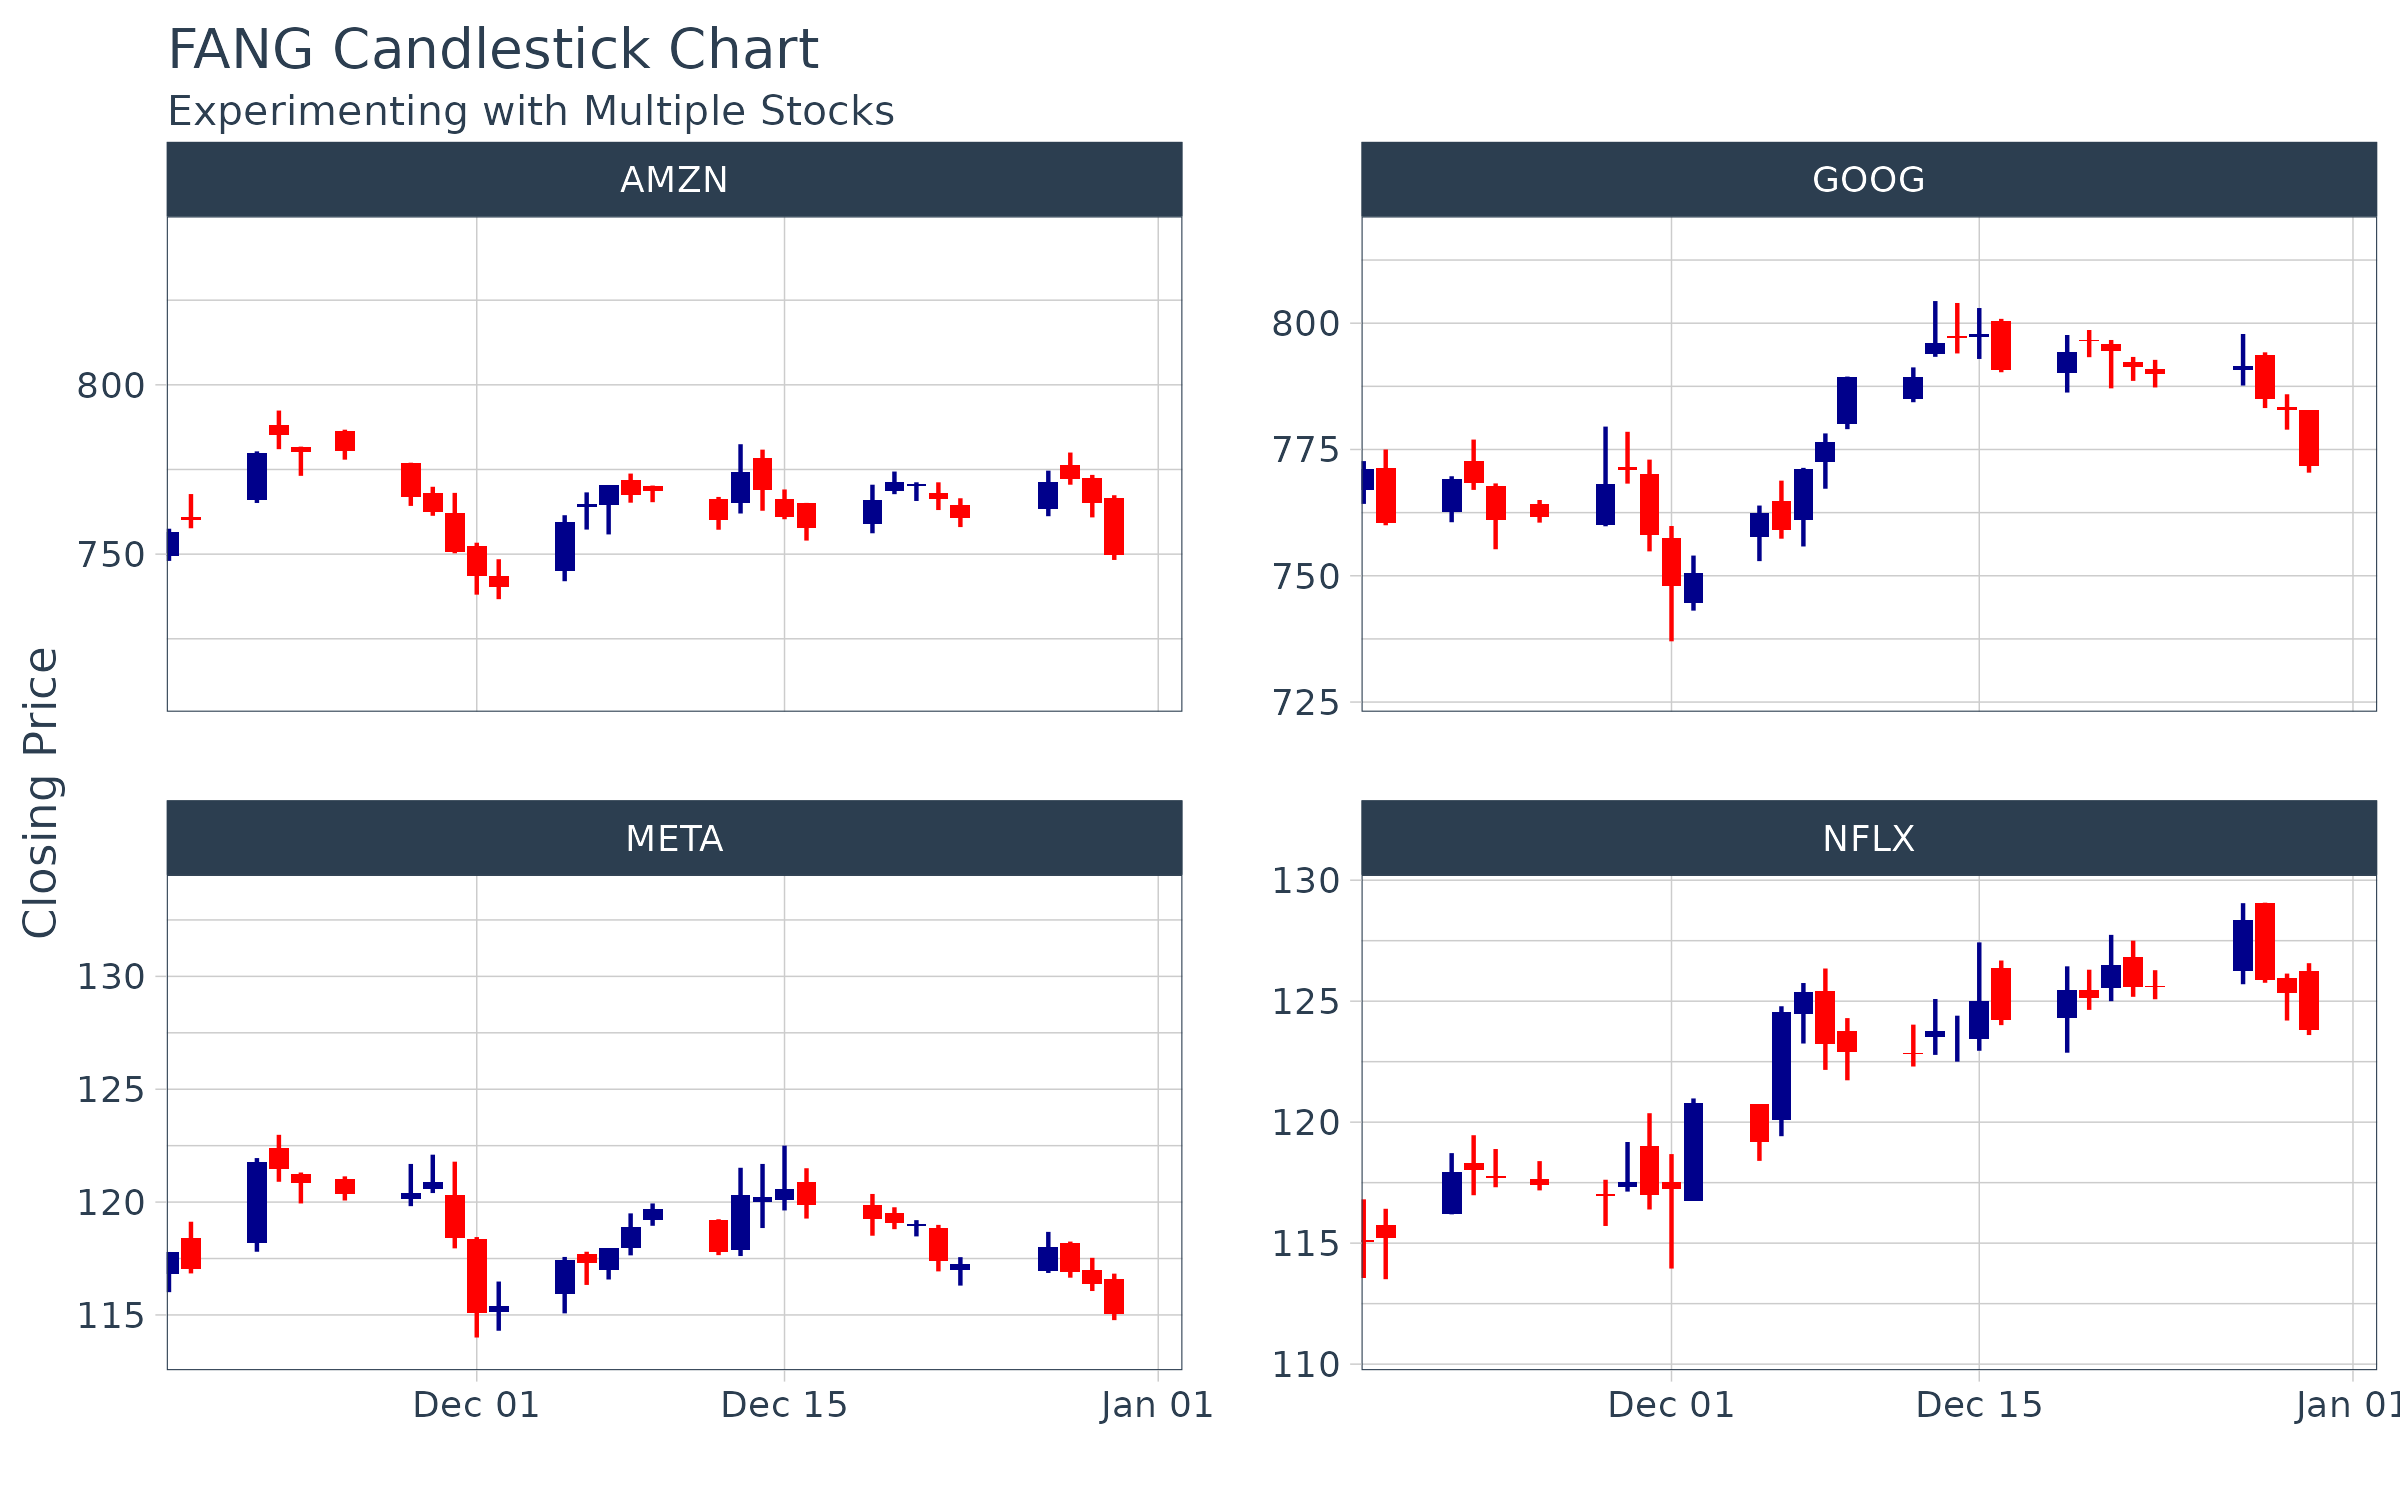 FANG Candlestick Chart
Experimenting with Multiple Stocks
AMZN
GOOG
800
750
800
775
750
725
Closing Price
META
NFLX
130
125
120
115
130
125
120
115
110
Dec 01
Dec 15
Jan 01
Dec 01
Dec 15
Jan 01